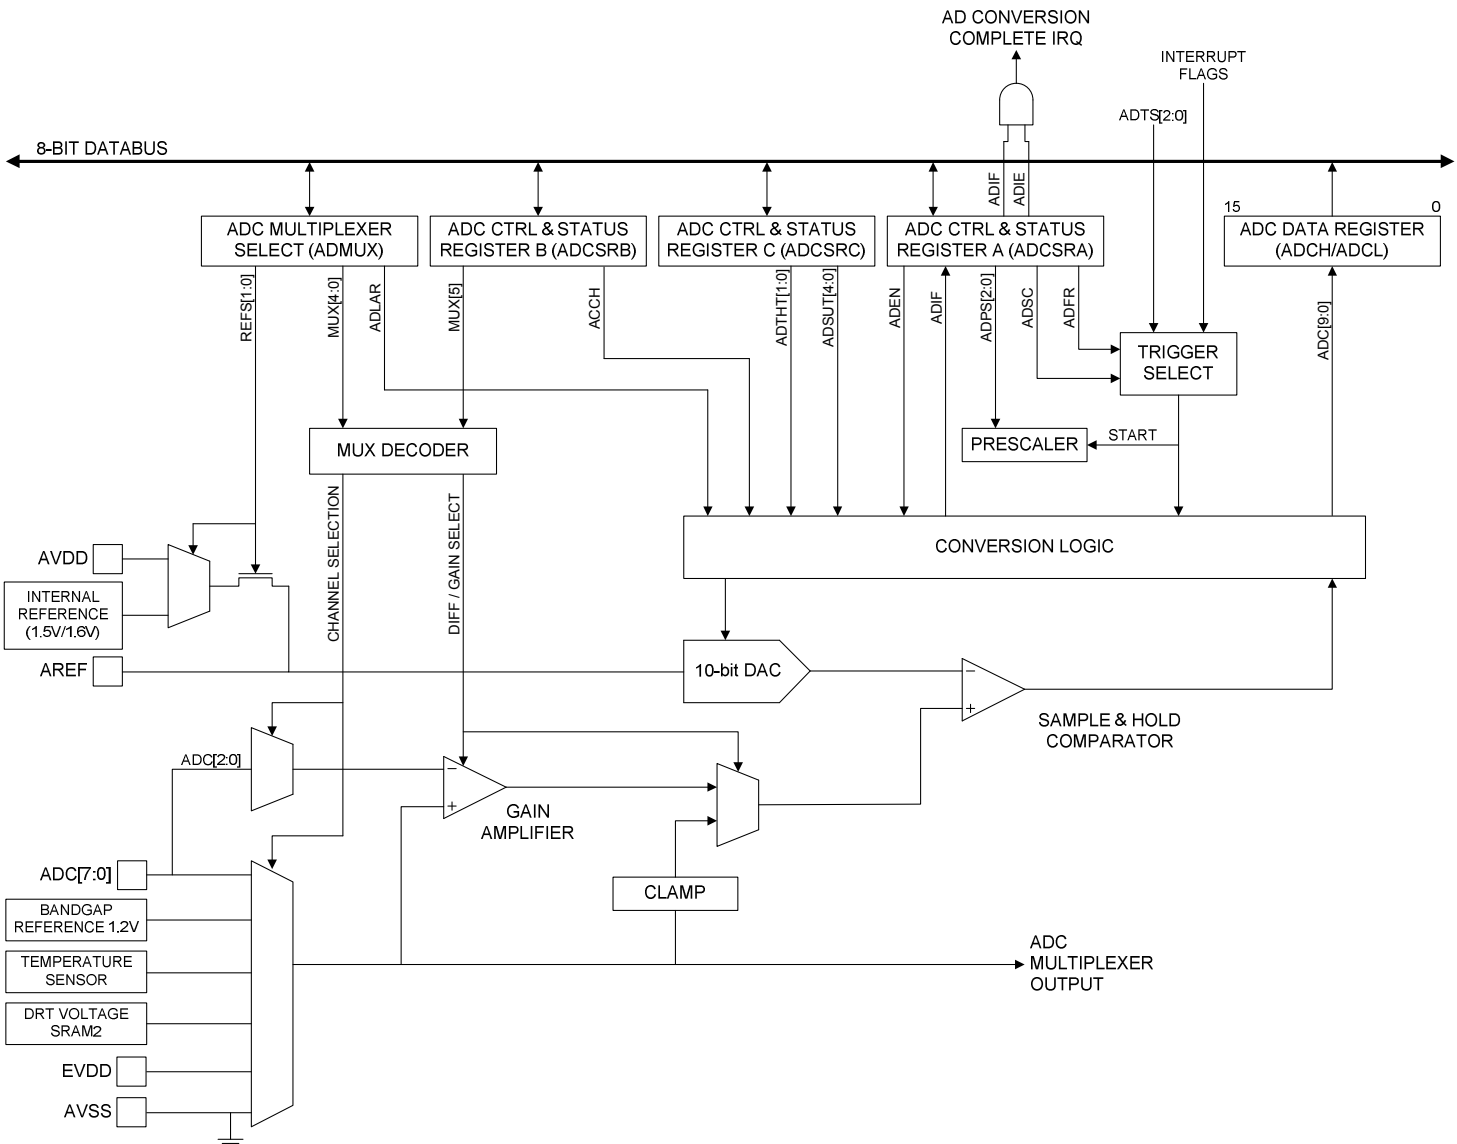 AD CONVERSION
COMPLETE IRQ
INTERRUPT
FLAGS
ADTS[2:0]
8-BIT DATABUS
ADIF
ADIE
15
0
ADC MULTIPLEXER
SELECT (ADMUX)
ADC CTRL & STATUS
REGISTER B (ADCSRB)
ADC CTRL & STATUS
REGISTER C (ADCSRC)
ADC CTRL & STATUS
REGISTER A (ADCSRA)
ADC DATA REGISTER
(ADCH/ADCL)
REFS[1:0]
MUX[4:0]
ADLAR
MUX[5]
ACCH
ADTHT[1:0]
ADSUT[4:0]
ADEN
ADIF
ADPS[2:0]
ADSC
ADFR
ADC[9:0]
TRIGGER
SELECT
MUX DECODER
PRESCALER
START
CHANNEL SELECTION
DIFF / GAIN SELECT
CONVERSION LOGIC
AVDD
INTERNAL
REFERENCE
(1.5V/1.6V)
AREF
10-bit DAC
-
+
SAMPLE & HOLD
COMPARATOR
ADC[2:0]
-
+
GAIN
AMPLIFIER
ADC[7:0]
CLAMP
BANDGAP
REFERENCE 1.2V
TEMPERATURE
SENSOR
ADC
MULTIPLEXER
OUTPUT
DRT VOLTAGE
SRAM2
EVDD
AVSS